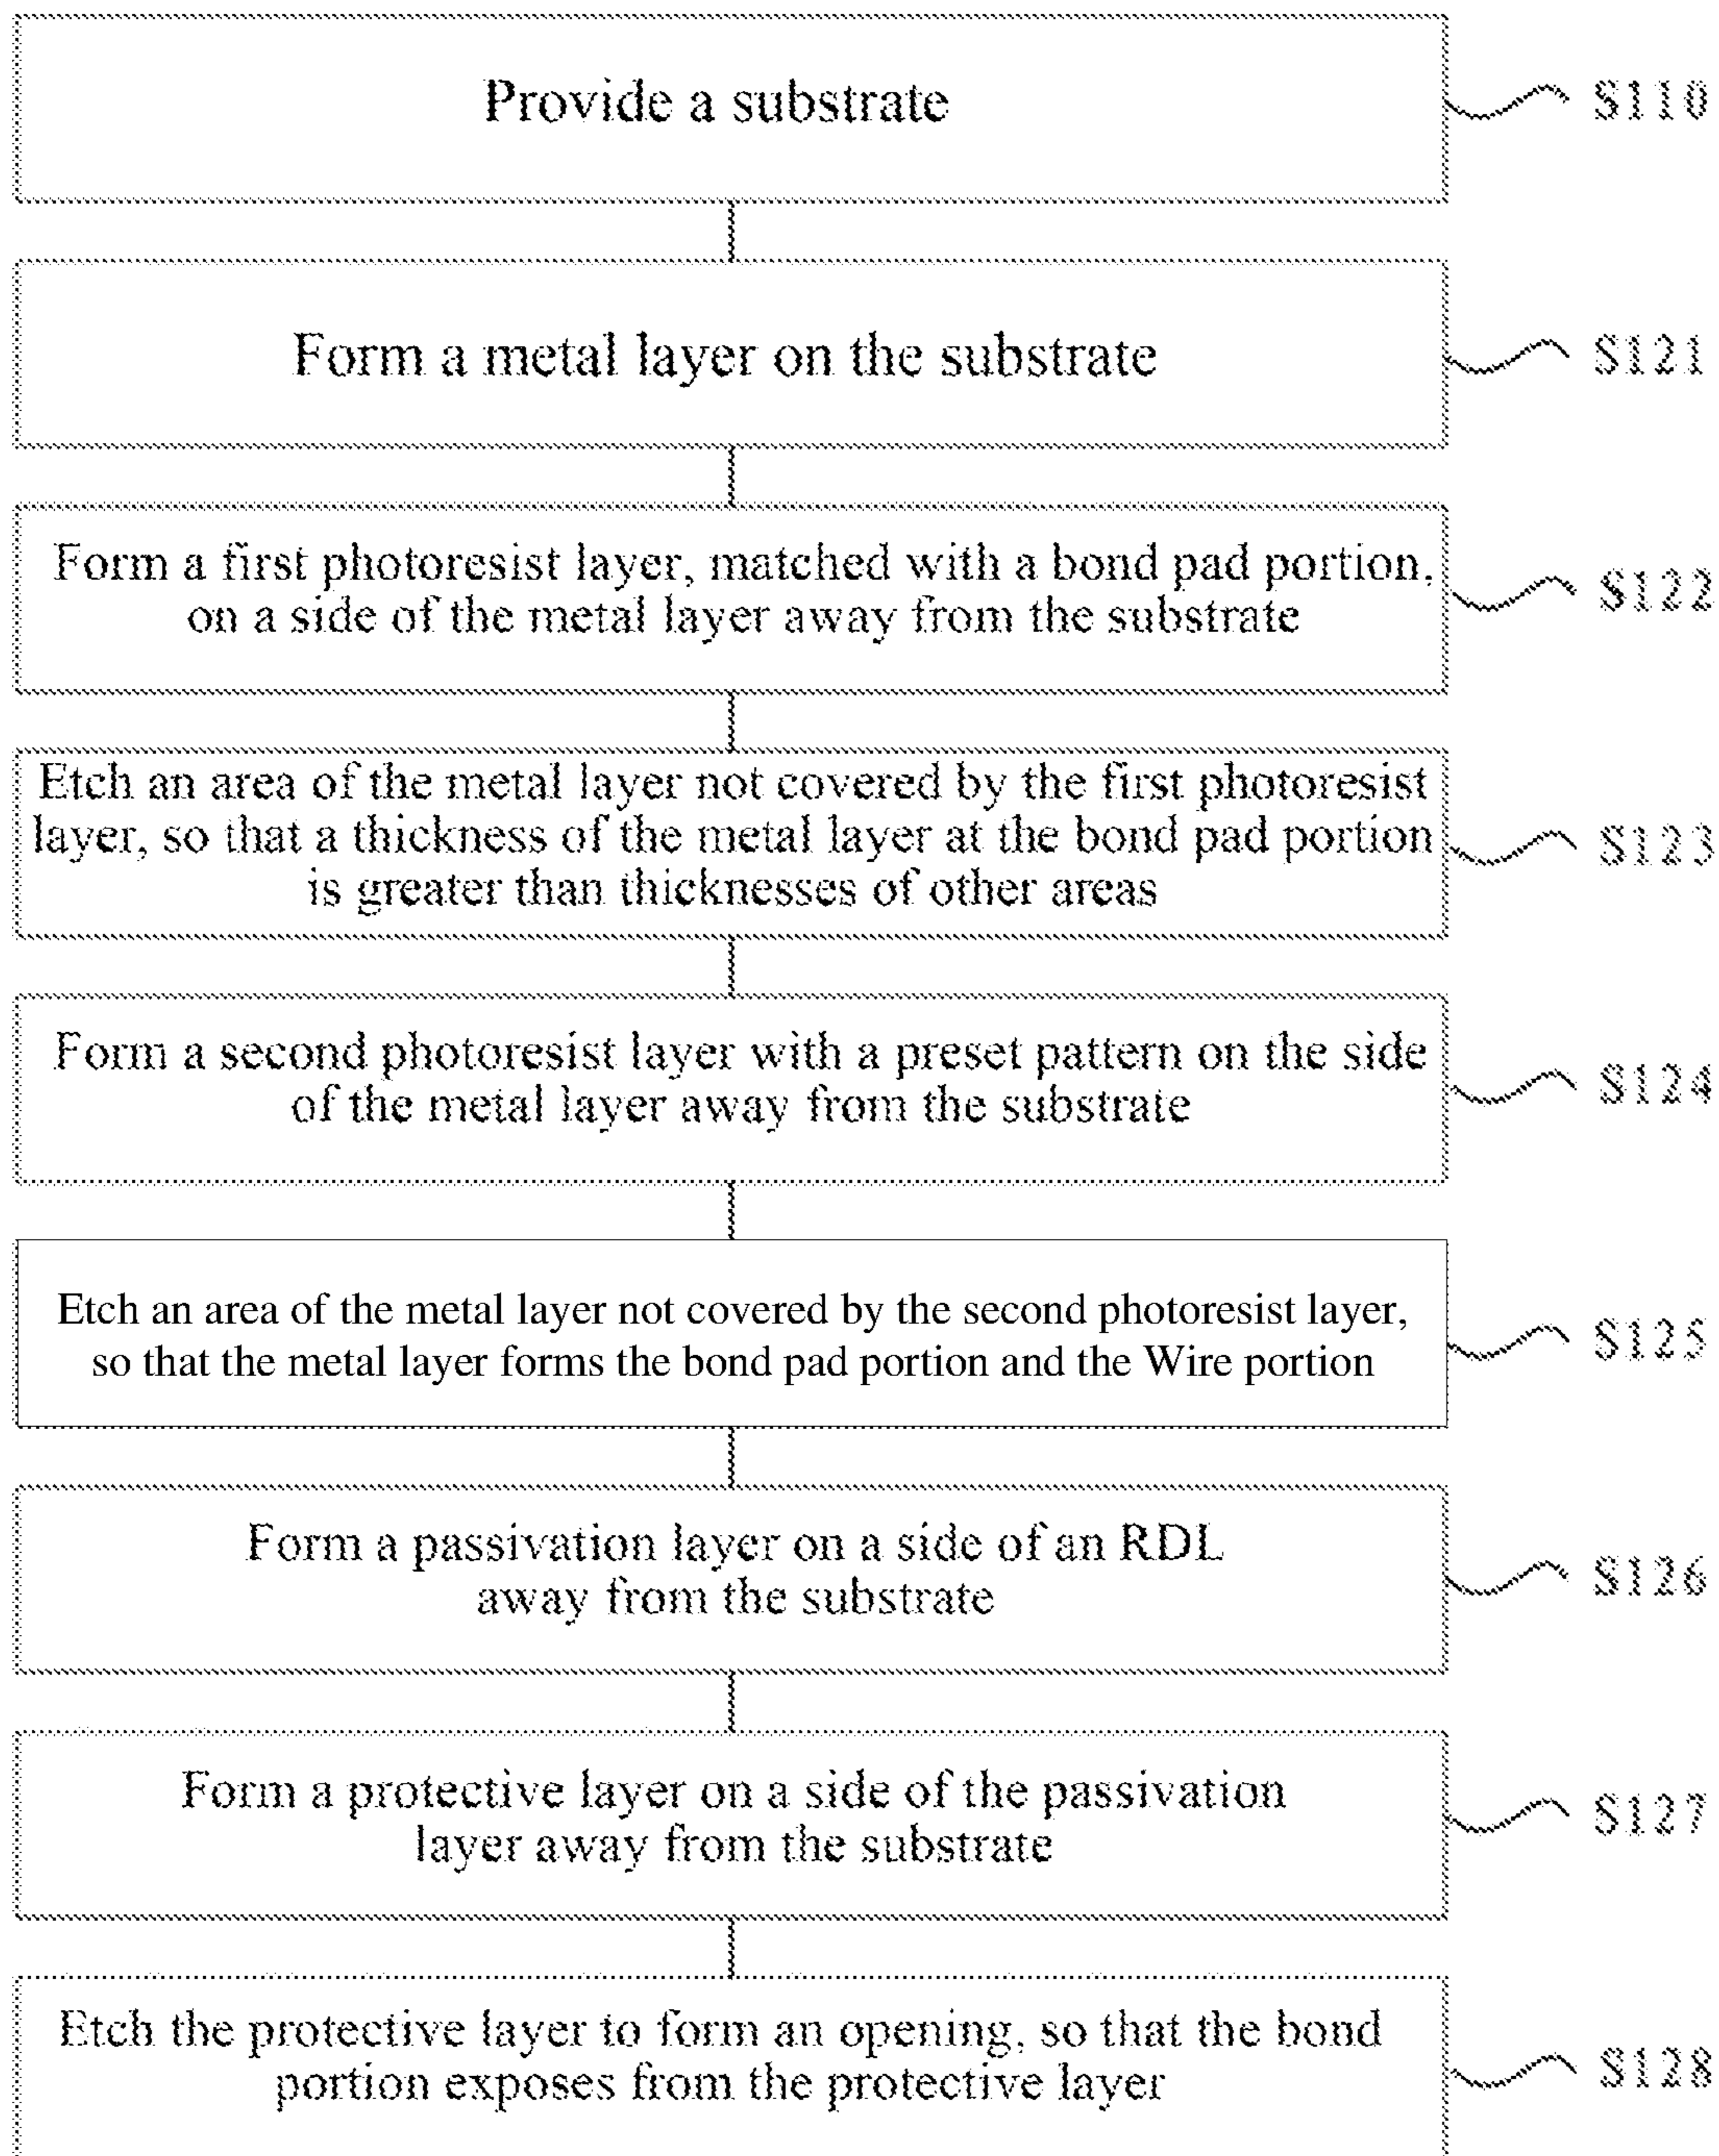 Provide a substrate
S110
Form a metal layer on the substrate
S121
Form a first photoresist layer, matched with a bond pad portion,
on a side of the metal layer away from the substrate
S122
Etch an area of the metal layer not covered by the first photoresist
layer, so that a thickness of the metal layer at the bond pad portion
is greater than thicknesses of other areas
S123
Form a second photoresist layer with a preset pattern on the side
of the metal layer away from the substrate
S124
Etch an area of the metal layer not covered by the second photoresist layer,
so that the metal layer forms the bond pad portion and the Wire portion
S125
Form a passivation layer on a side of an RDL
away from the substrate
S126
Form a protective layer on a side of the passivation
layer away from the substrate
S127
Etch the protective layer to form an opening, so that the bond
portion exposes from the protective layer
S128